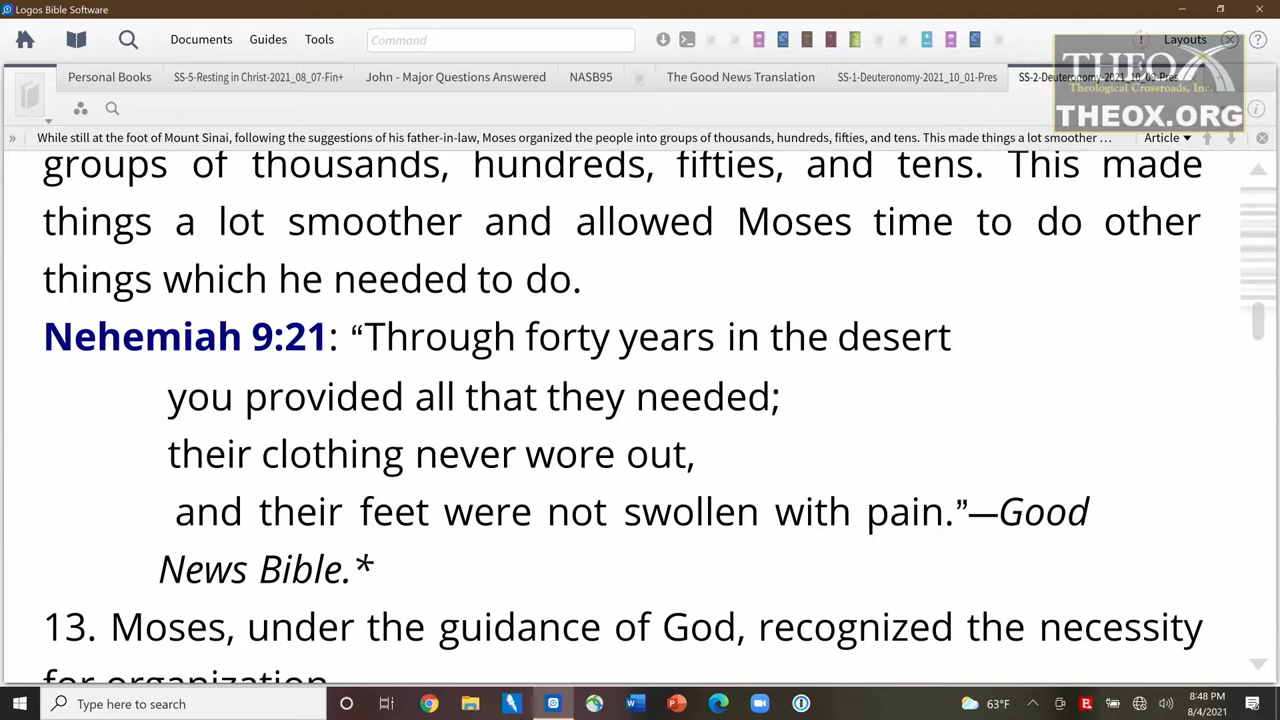 Logos Bible Software
Documents Guides Tools Command Layouts
Personal Books SS-5-Resting in Christ-2021_08_07-Fin+ John - Major Questions Answered NASB95 The Good News Translation SS-1-Deuteronomy-2021_10_01-Pres SS-2-Deuteronomy-2021
THEOX
Theological Crossroads, Inc.
THEOX.ORG
» While still at the foot of Mount Sinai, following the suggestions of his father-in-law, Moses organized the people into groups of thousands, hundreds, fifties, and tens. This made things a lot smoother … Article
groups of thousands, hundreds, fifties, and tens. This made
things a lot smoother and allowed Moses time to do other
things which he needed to do.
Nehemiah 9:21: “Through forty years in the desert
you provided all that they needed;
their clothing never wore out,
and their feet were not swollen with pain.”—Good
News Bible.*
13. Moses, under the guidance of God, recognized the necessity
for organization
Type here to search 63°F 8:48 PM
8/4/2021